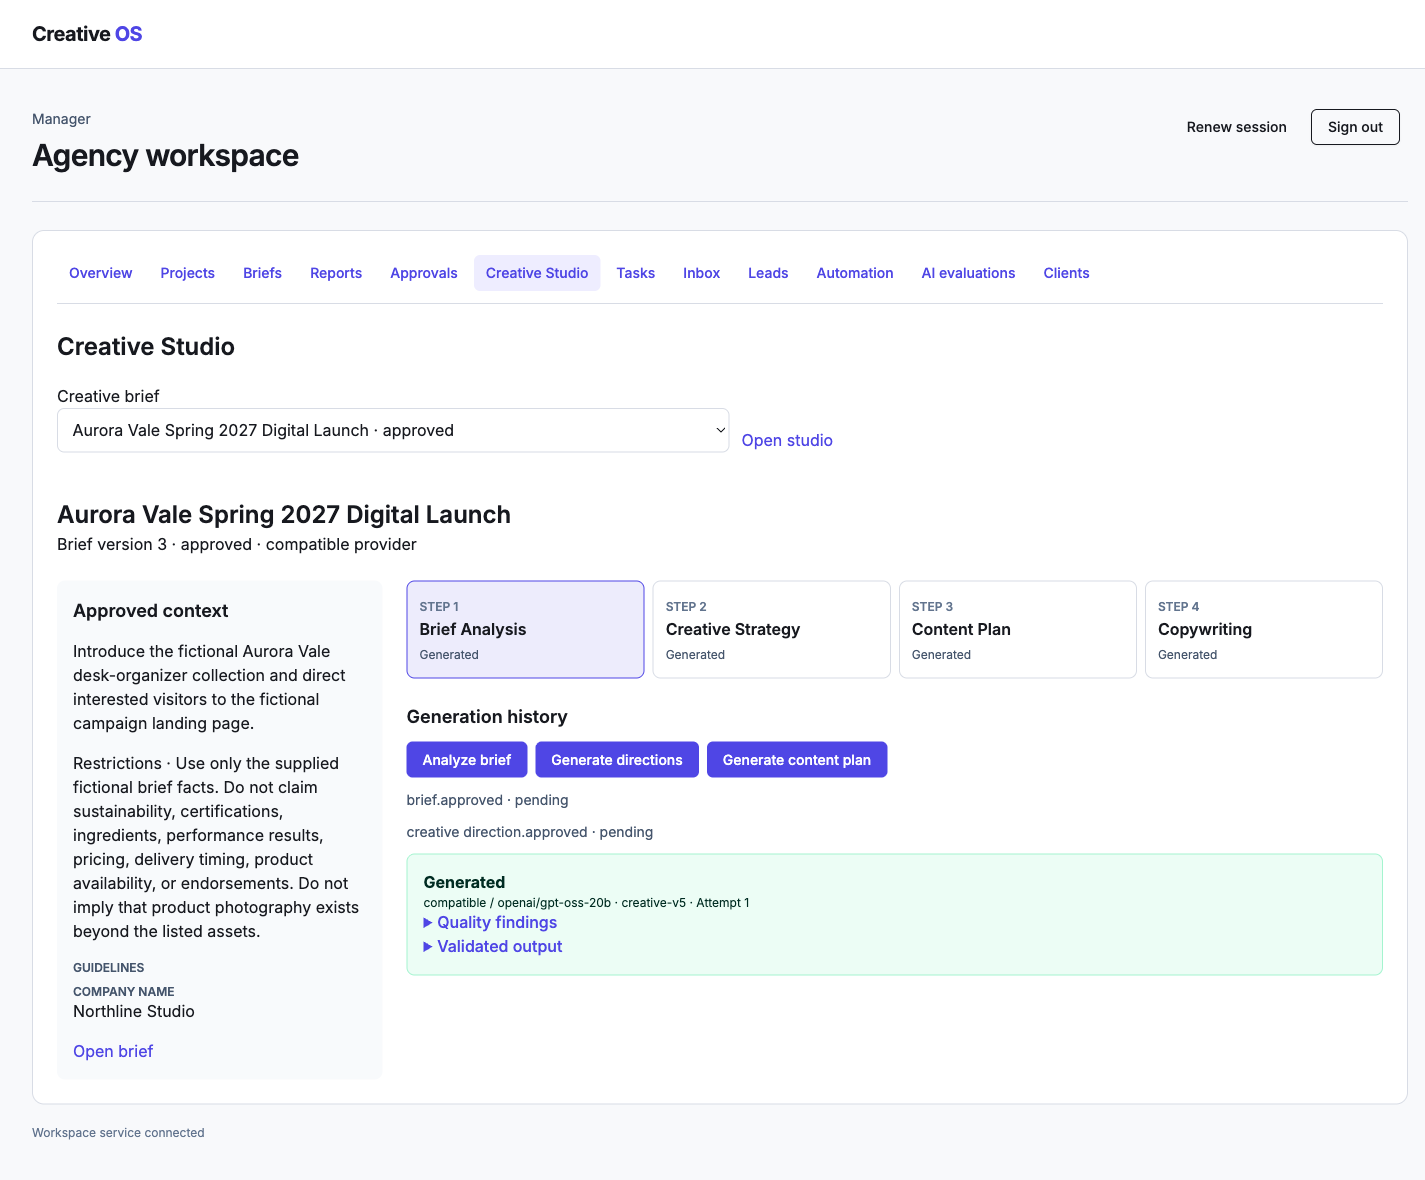 Creative OS
Manager
Agency workspace
Renew session
Sign out
Overview
Projects
Briefs
Reports
Approvals
Creative Studio
Tasks
Inbox
Leads
Automation
AI evaluations
Clients
Creative Studio
Creative brief
Aurora Vale Spring 2027 Digital Launch · approved
Open studio
Aurora Vale Spring 2027 Digital Launch
Brief version 3 · approved · compatible provider
Approved context
Introduce the fictional Aurora Vale
desk-organizer collection and direct
interested visitors to the fictional
campaign landing page.
Restrictions · Use only the supplied
fictional brief facts. Do not claim
sustainability, certifications,
ingredients, performance results,
pricing, delivery timing, product
availability, or endorsements. Do not
imply that product photography exists
beyond the listed assets.
GUIDELINES
COMPANY NAME
Northline Studio
Open brief
STEP 1
Brief Analysis
Generated
STEP 2
Creative Strategy
Generated
STEP 3
Content Plan
Generated
STEP 4
Copywriting
Generated
Generation history
Analyze brief
Generate directions
Generate content plan
brief.approved · pending
creative direction.approved · pending
Generated
compatible / openai/gpt-oss-20b · creative-v5 · Attempt 1
Quality findings
Validated output
Workspace service connected